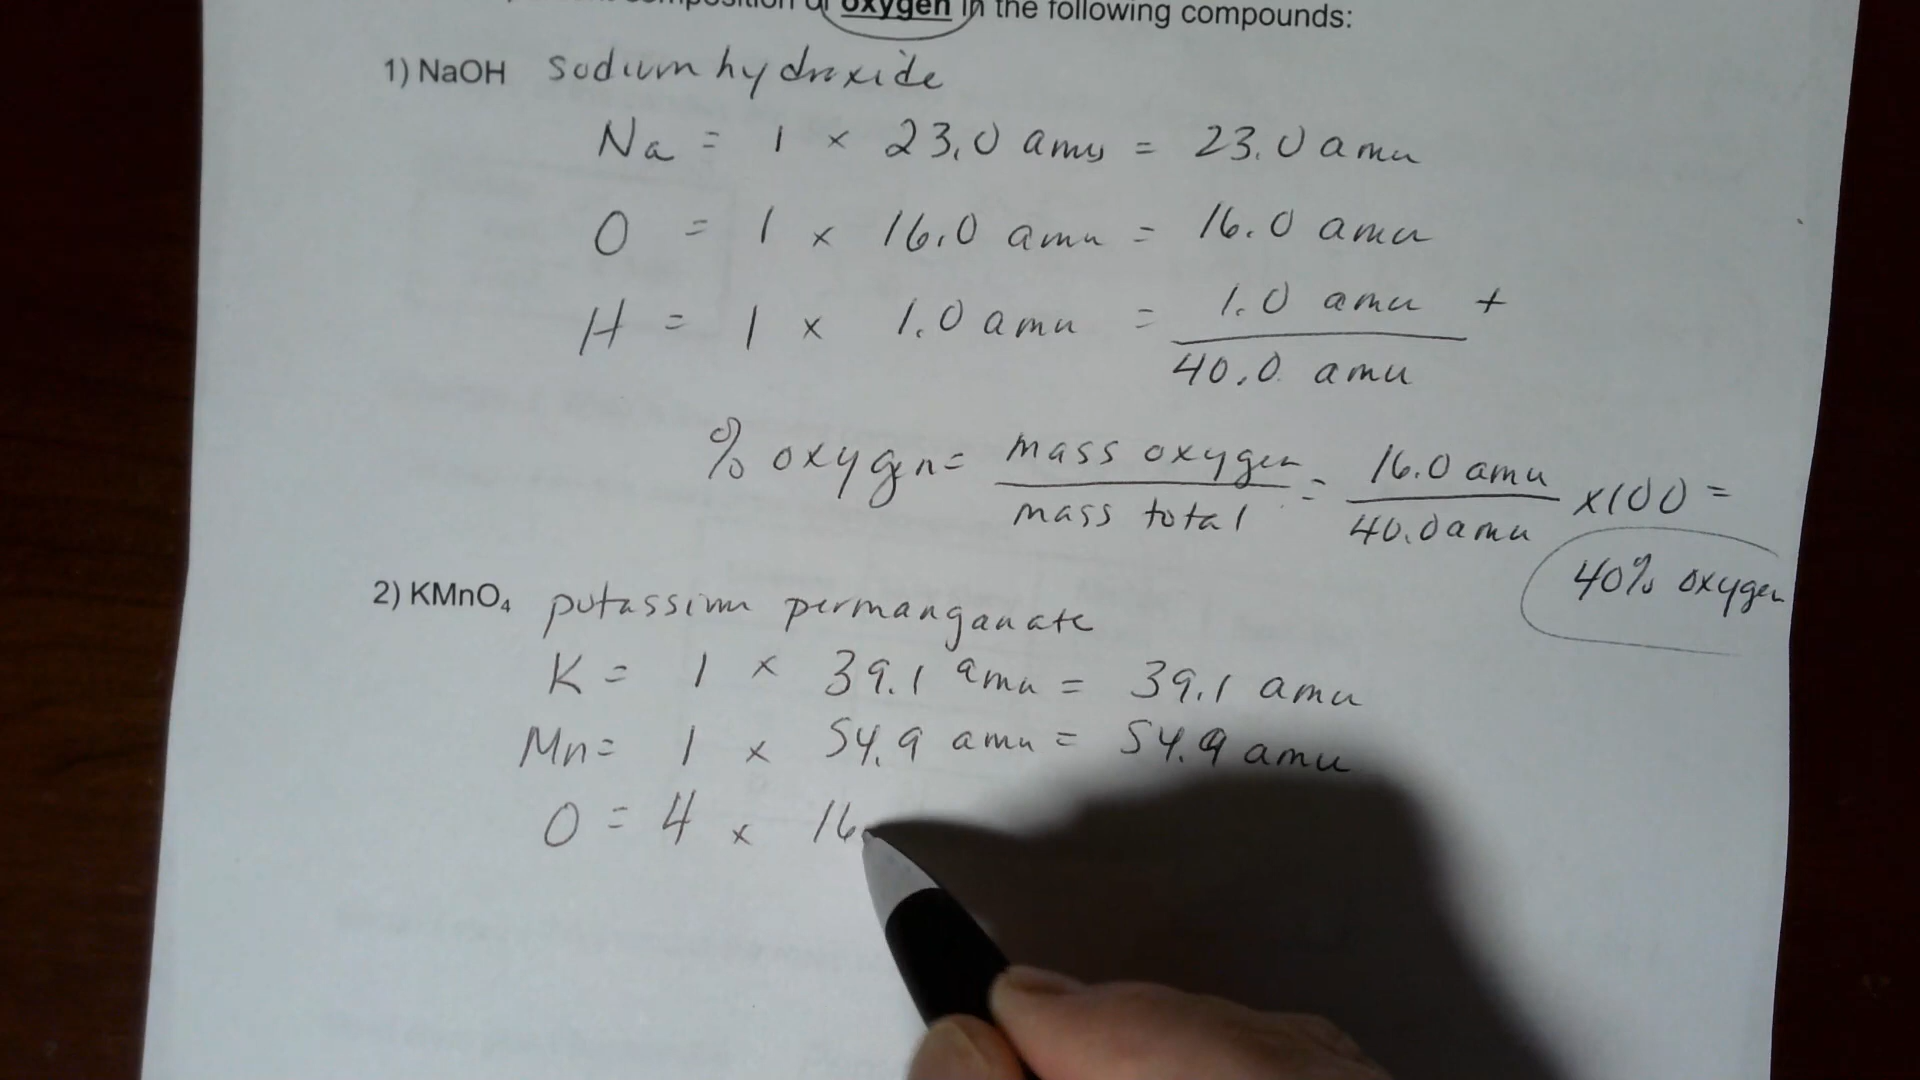 oxygen in the following compounds:
1) NaOH sodium hydroxide
Na = 1 x 23.0 amu = 23.0 amu
O = 1 x 16.0 amu = 16.0 amu
H = 1 x 1.0 amu = 1.0 amu +
40.0 amu
% oxygen = mass oxygen / mass total = 16.0 amu / 40.0 amu x 100 =
40% oxygen
2) KMnO₄ potassium permanganate
K = 1 x 39.1 amu = 39.1 amu
Mn = 1 x 54.9 amu = 54.9 amu
O = 4 x 16